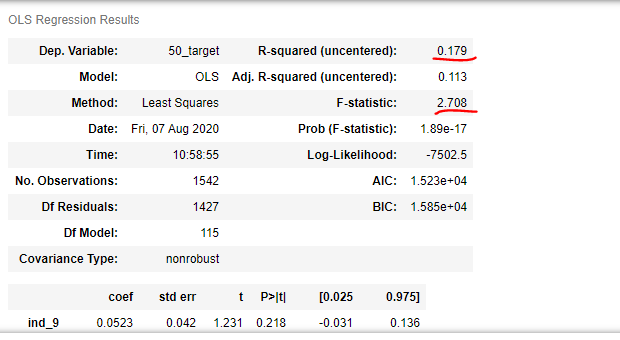 OLS Regression Results
Dep. Variable: 50_target R-squared (uncentered): 0.179
Model: OLS Adj. R-squared (uncentered): 0.113
Method: Least Squares F-statistic: 2.708
Date: Fri, 07 Aug 2020 Prob (F-statistic): 1.89e-17
Time: 10:58:55 Log-Likelihood: -7502.5
No. Observations: 1542 AIC: 1.523e+04
Df Residuals: 1427 BIC: 1.585e+04
Df Model: 115
Covariance Type: nonrobust
coef std err t P>|t| [0.025 0.975]
ind_9 0.0523 0.042 1.231 0.218 -0.031 0.136